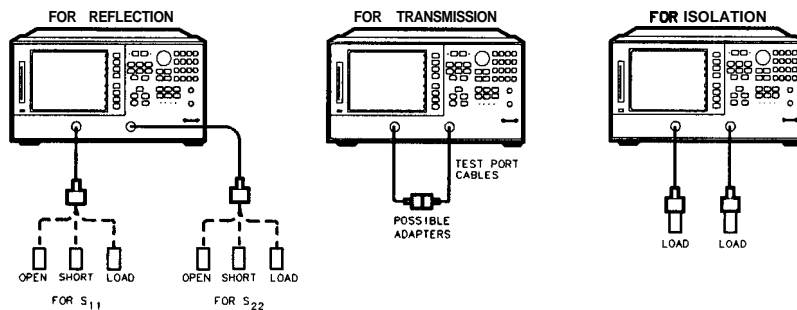 FOR REFLECTION
FOR TRANSMISSION
FOR ISOLATION
TEST PORT
CABLES
POSSIBLE
ADAPTERS
LOAD LOAD
OPEN SHORT LOAD
OPEN SHORT LOAD
FOR S11
FOR S22